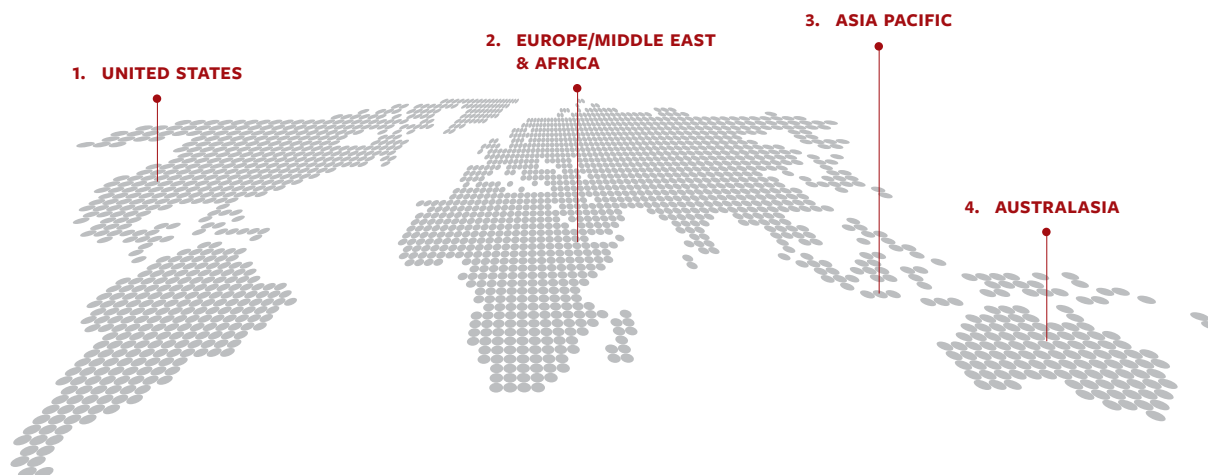 1. UNITED STATES
2. EUROPE/MIDDLE EAST
& AFRICA
3. ASIA PACIFIC
4. AUSTRALASIA